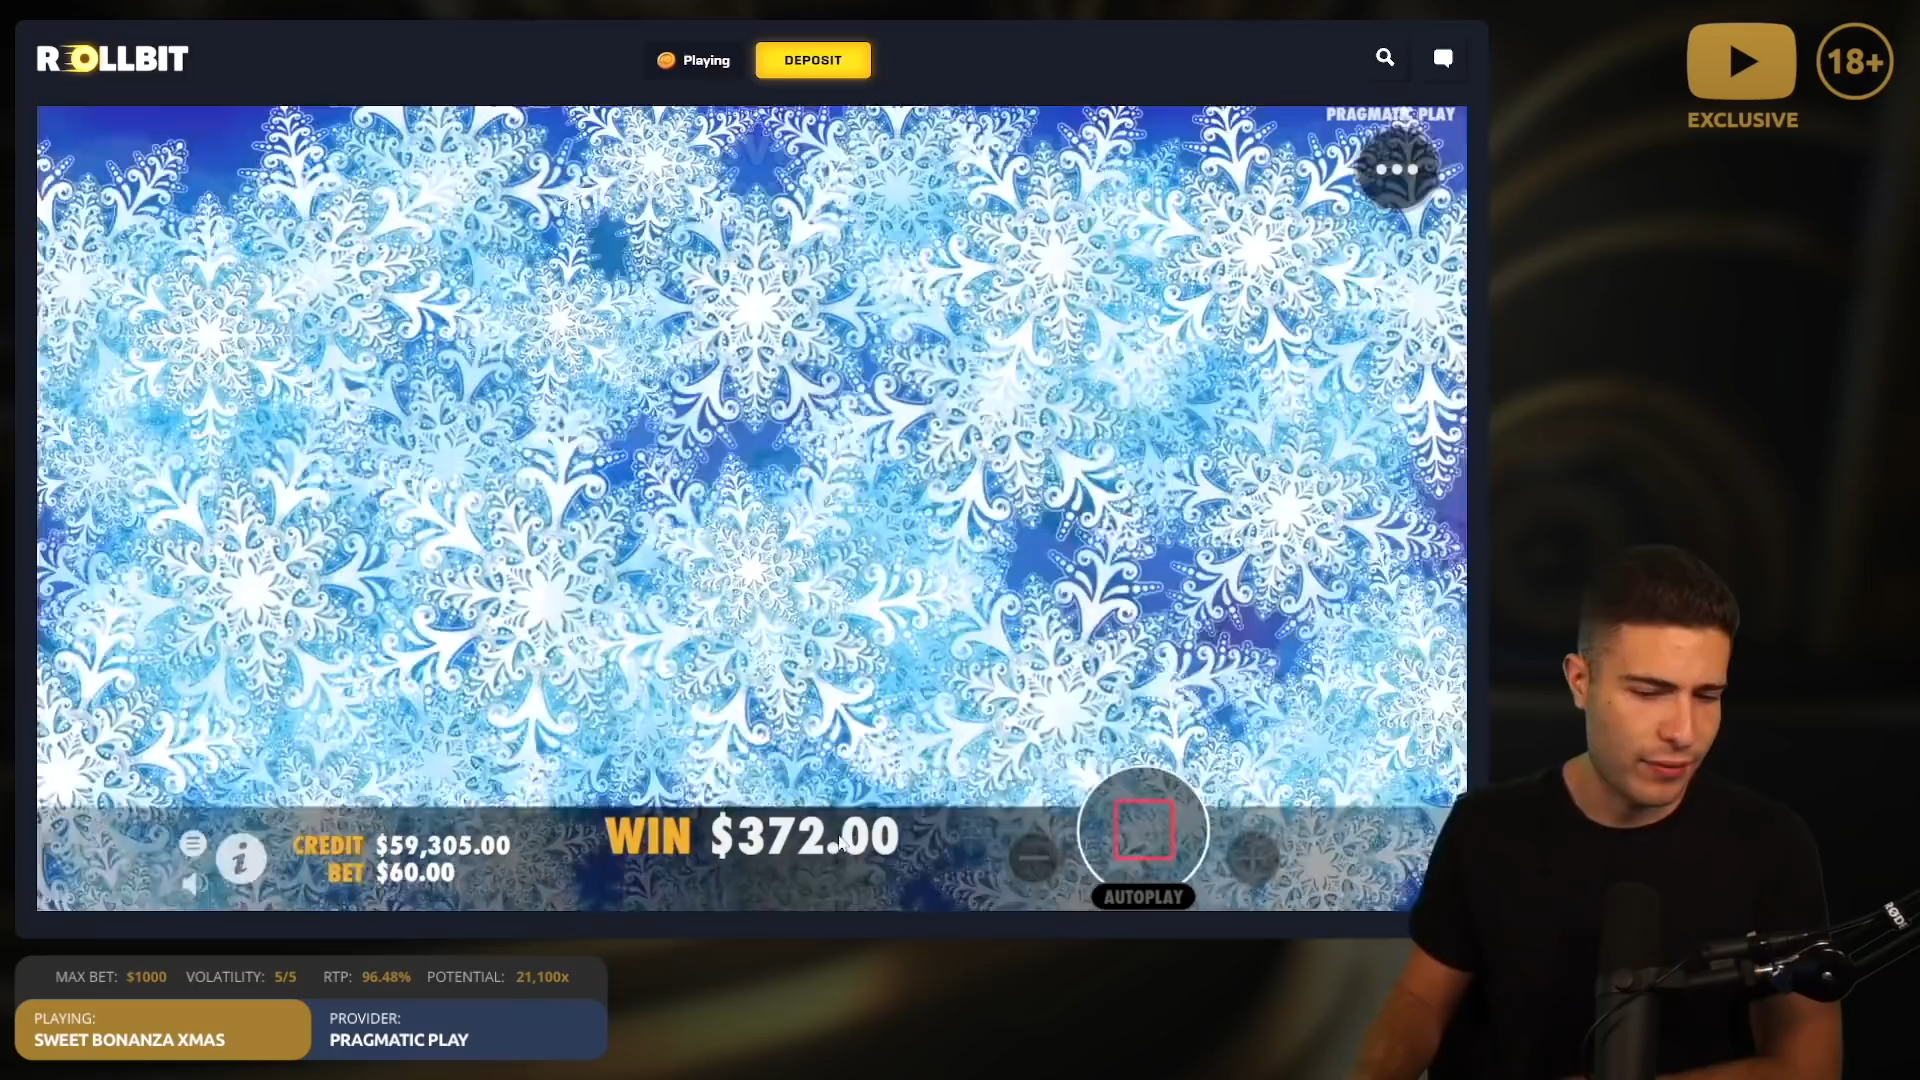 ROLLBIT
Playing
DEPOSIT
EXCLUSIVE
18+
PRAGMATIC PLAY
CREDIT $59,305.00
BET $60.00
WIN $372.00
AUTOPLAY
RØDE
MAX BET: $1000 VOLATILITY: 5/5 RTP: 96.48% POTENTIAL: 21,100x
PLAYING:
SWEET BONANZA XMAS
PROVIDER:
PRAGMATIC PLAY